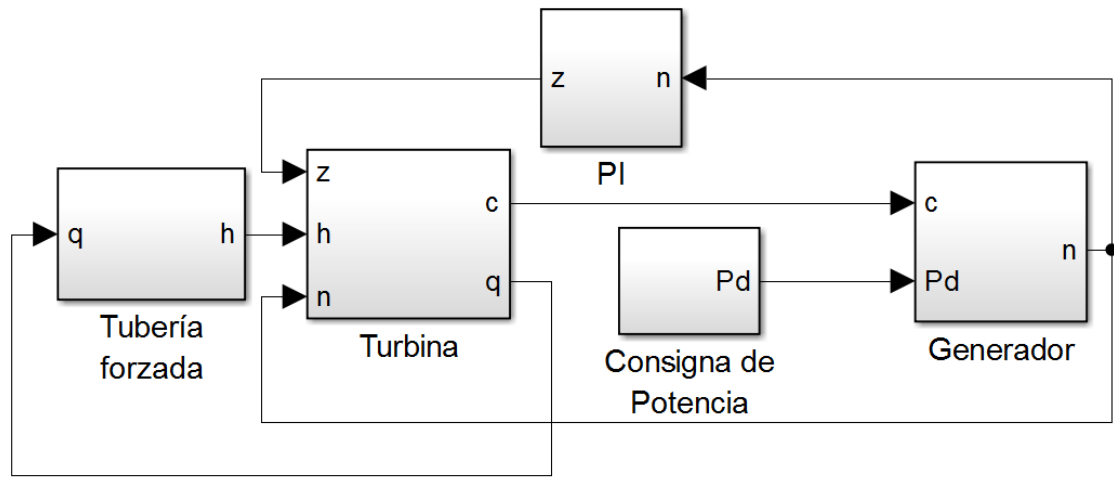 z
n
PI
z
h
n
c
q
Turbina
q
h
Tubería
forzada
Pd
Consigna de
Potencia
c
Pd
n
Generador